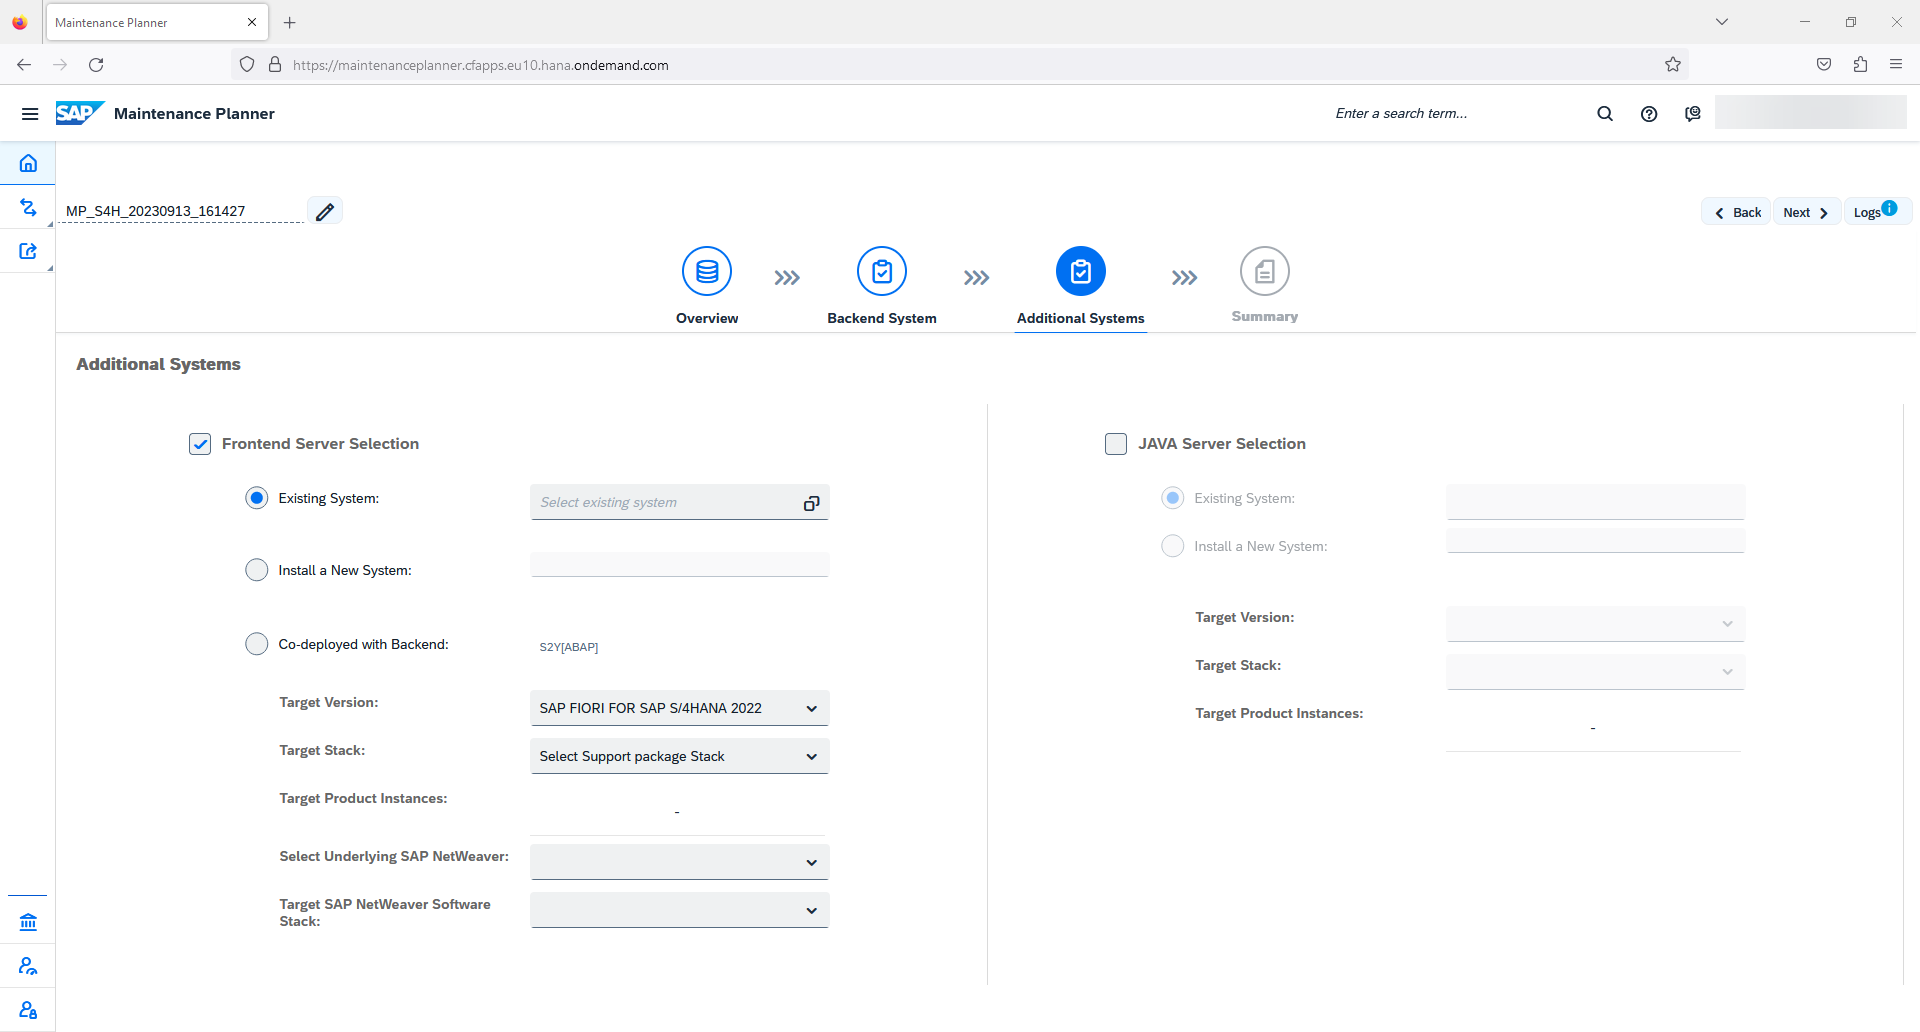 Maintenance Planner
https://maintenanceplanner.cfapps.eu10.hana.ondemand.com
SAP
Maintenance Planner
Enter a search term...
MP_S4H_20230913_161427
Back
Next
Logs
Overview
Backend System
Additional Systems
Summary
Additional Systems
Frontend Server Selection
Existing System:
Select existing system
Install a New System:
Co-deployed with Backend:
S2Y[ABAP]
Target Version:
SAP FIORI FOR SAP S/4HANA 2022
Target Stack:
Select Support package Stack
Target Product Instances:
-
Select Underlying SAP NetWeaver:
Target SAP NetWeaver Software
Stack:
JAVA Server Selection
Existing System:
Install a New System:
Target Version:
Target Stack:
Target Product Instances:
-